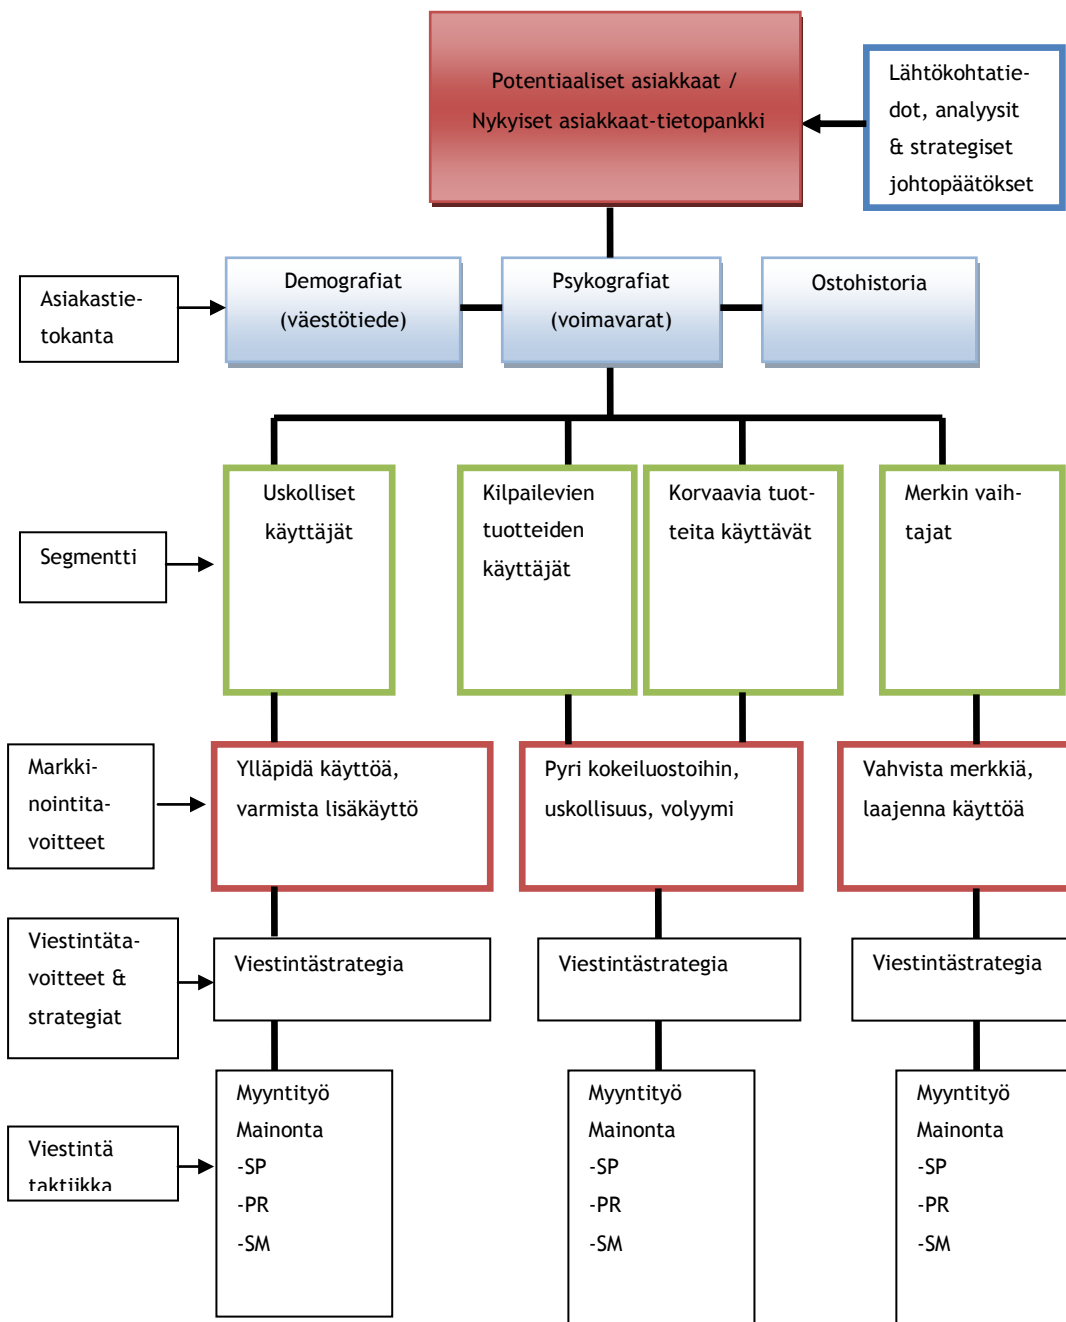 Potentiaaliset asiakkaat /
Nykyiset asiakkaat-tietopankki
Lähtökohtatie-
dot, analyysit
& strategiset
johtopäätökset
Asiakastie-
tokanta
Demografiat
(väestötiede)
Psykografiat
(voimavarat)
Ostohistoria
Segmentti
Uskolliset
käyttäjät
Kilpailevien
tuotteiden
käyttäjät
Korvaavia tuot-
teita käyttävät
Merkin vaih-
tajat
Markki-
nointita-
voitteet
Ylläpidä käyttöä,
varmista lisäkäyttö
Pyri kokeiluostoihin,
uskollisuus, volyymi
Vahvista merkkiä,
laajenna käyttöä
Viestintäta-
voitteet &
strategiat
Viestintästrategia
Viestintästrategia
Viestintästrategia
Viestintä
taktiikka
Myyntityö
Mainonta
-SP
-PR
-SM
Myyntityö
Mainonta
-SP
-PR
-SM
Myyntityö
Mainonta
-SP
-PR
-SM